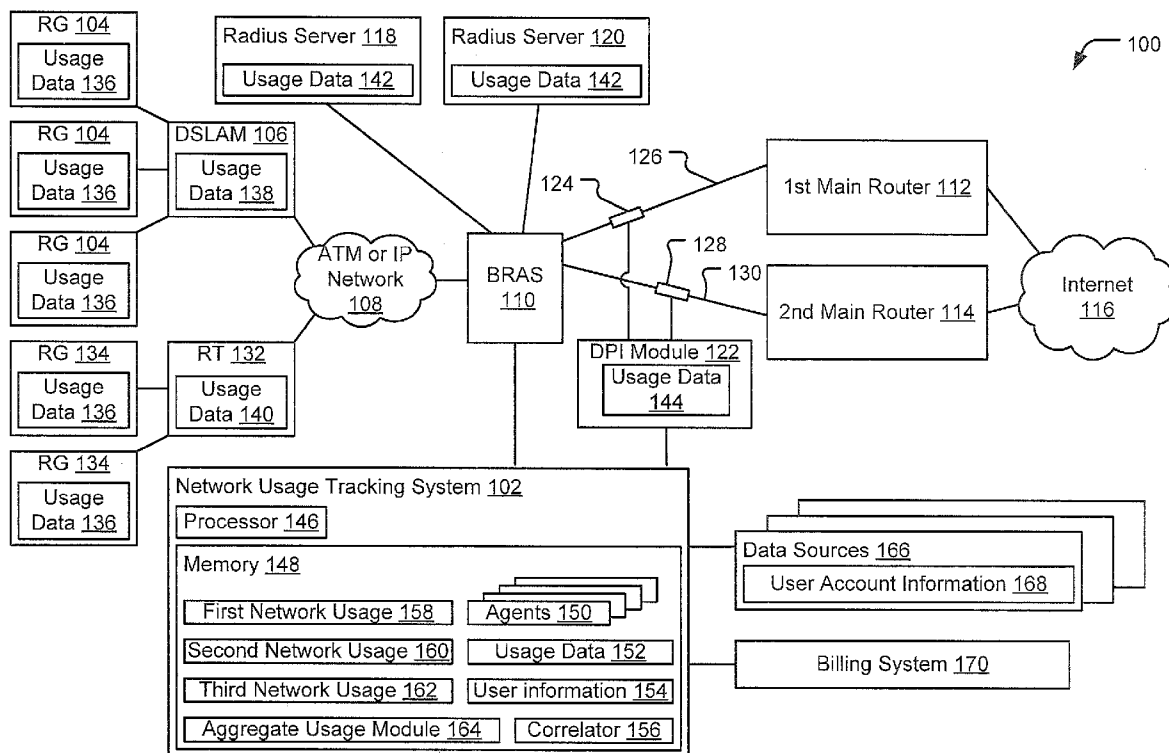 RG 104
Usage
Data 136
RG 104
Usage
Data 136
RG 104
Usage
Data 136
RG 134
Usage
Data 136
RG 134
Usage
Data 136
DSLAM 106
Usage
Data 138
RT 132
Usage
Data 140
Radius Server 118
Usage Data 142
Radius Server 120
Usage Data 142
100
ATM or IP
Network
108
BRAS
110
124
126
128
130
1st Main Router 112
2nd Main Router 114
Internet
116
DPI Module 122
Usage Data
144
Network Usage Tracking System 102
Processor 146
Memory 148
First Network Usage 158
Agents 150
Second Network Usage 160
Usage Data 152
Third Network Usage 162
User information 154
Aggregate Usage Module 164
Correlator 156
Data Sources 166
User Account Information 168
Billing System 170